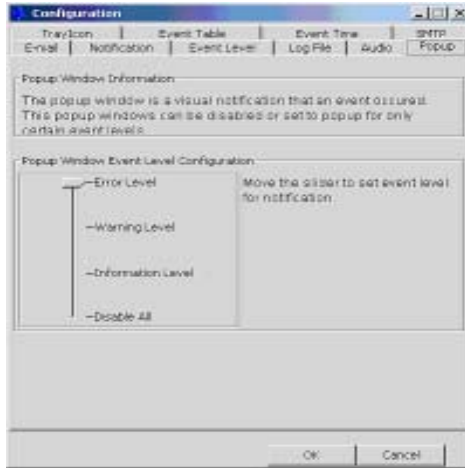 Configuration
TrayIcon Event Table Event Time SMTP
E-mail Notification Event Level Log File Audio Popup
Popup Window Information
The popup window is a visual notification that an event occured.
This popup windows can be disabled or set to popup for only
certain event levels.
Popup Window Event Level Configuration
Error Level
Move the slider to set event level
for notification
Warning Level
Information Level
Disable All
OK Cancel